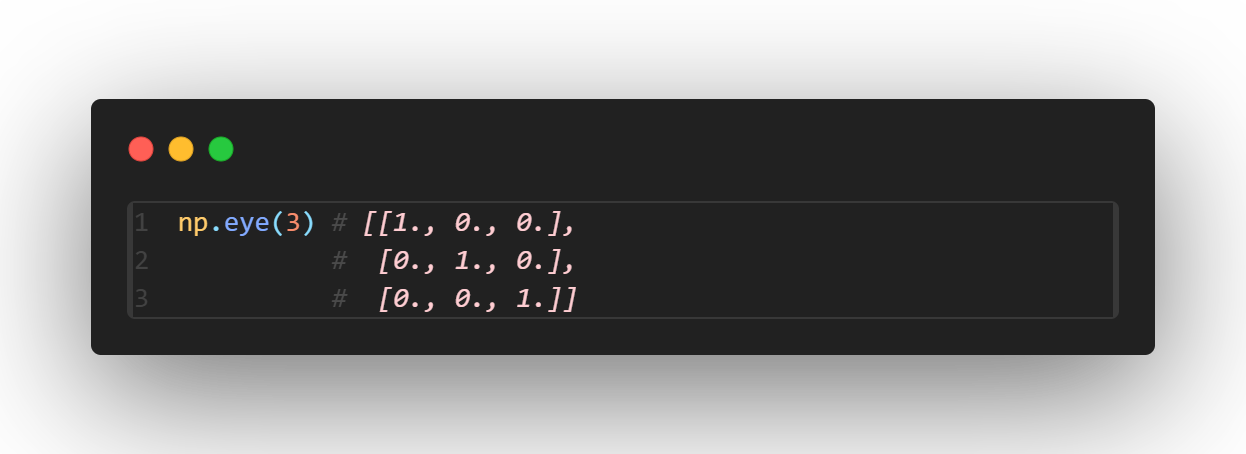 1 np.eye(3) # [[1., 0., 0.],
2           #  [0., 1., 0.],
3           #  [0., 0., 1.]]